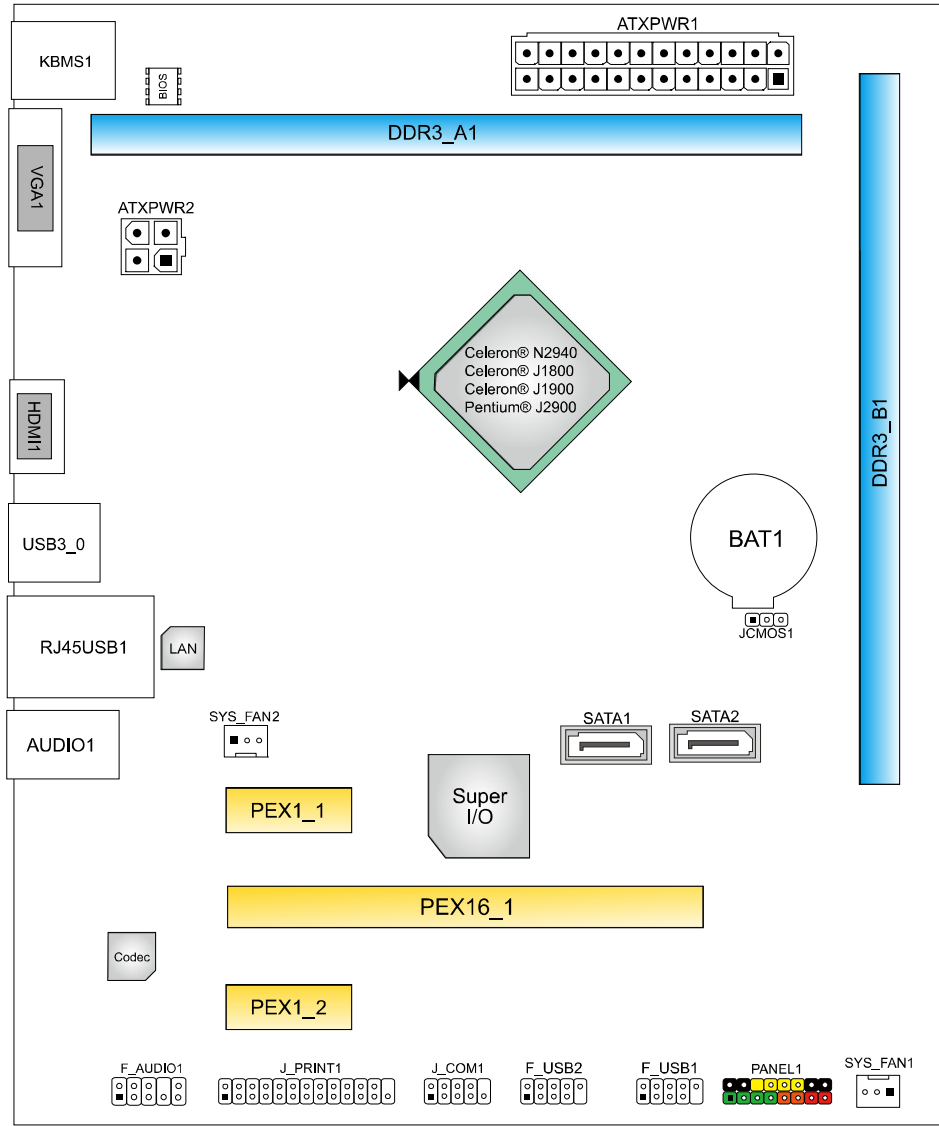 ATXPWR1
KBMS1
BIOS
DDR3_A1
VGA1
ATXPWR2
Celeron® N2940
Celeron® J1800
Celeron® J1900
Pentium® J2900
HDMI1
DDR3_B1
USB3_0
BAT1
JCMOS1
RJ45USB1
LAN
SYS_FAN2
SATA1
SATA2
AUDIO1
PEX1_1
Super
I/O
PEX16_1
Codec
PEX1_2
F_AUDIO1
J_PRINT1
J_COM1
F_USB2
F_USB1
PANEL1
SYS_FAN1